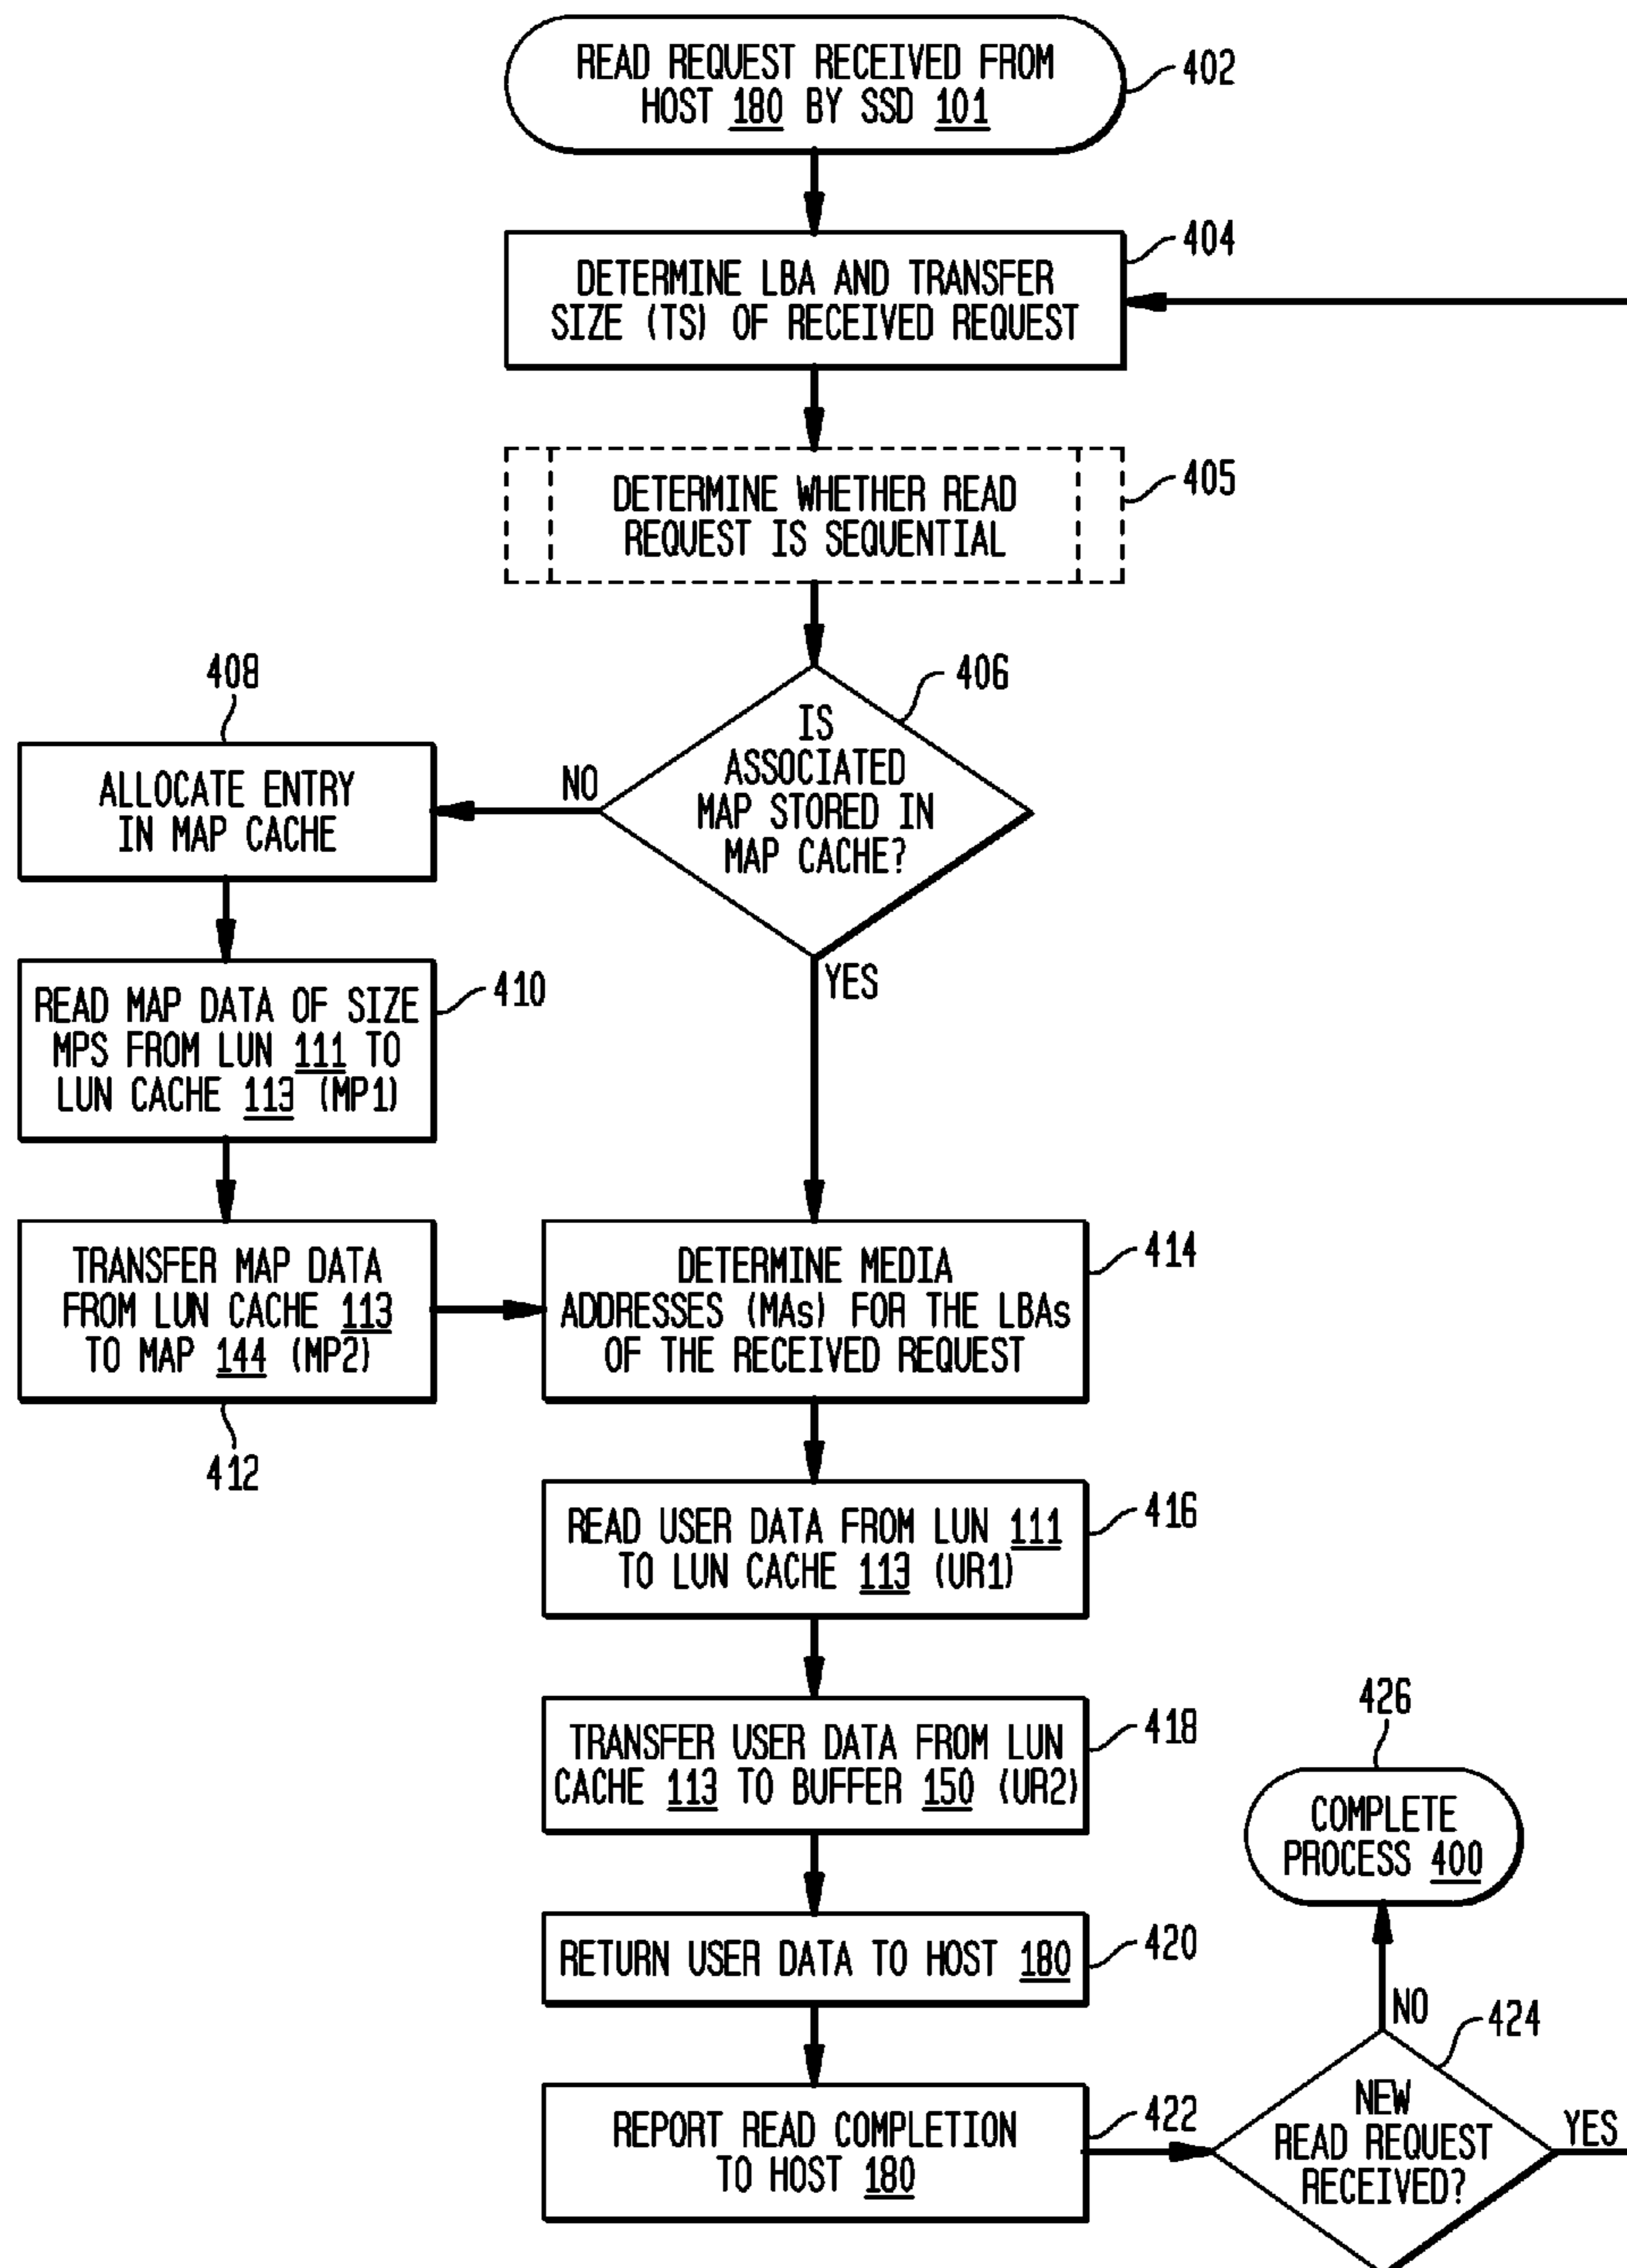 READ REQUEST RECEIVED FROM
HOST 180 BY SSD 101
402
DETERMINE LBA AND TRANSFER
SIZE (TS) OF RECEIVED REQUEST
404
DETERMINE WHETHER READ
REQUEST IS SEQUENTIAL
405
406
IS
ASSOCIATED
MAP STORED IN
MAP CACHE?
NO
YES
408
ALLOCATE ENTRY
IN MAP CACHE
READ MAP DATA OF SIZE
MPS FROM LUN 111 TO
LUN CACHE 113 (MP1)
410
TRANSFER MAP DATA
FROM LUN CACHE 113
TO MAP 144 (MP2)
412
DETERMINE MEDIA
ADDRESSES (MAs) FOR THE LBAs
OF THE RECEIVED REQUEST
414
READ USER DATA FROM LUN 111
TO LUN CACHE 113 (UR1)
416
TRANSFER USER DATA FROM LUN
CACHE 113 TO BUFFER 150 (UR2)
418
RETURN USER DATA TO HOST 180
420
REPORT READ COMPLETION
TO HOST 180
422
426
COMPLETE
PROCESS 400
NO
424
NEW
READ REQUEST
RECEIVED?
YES